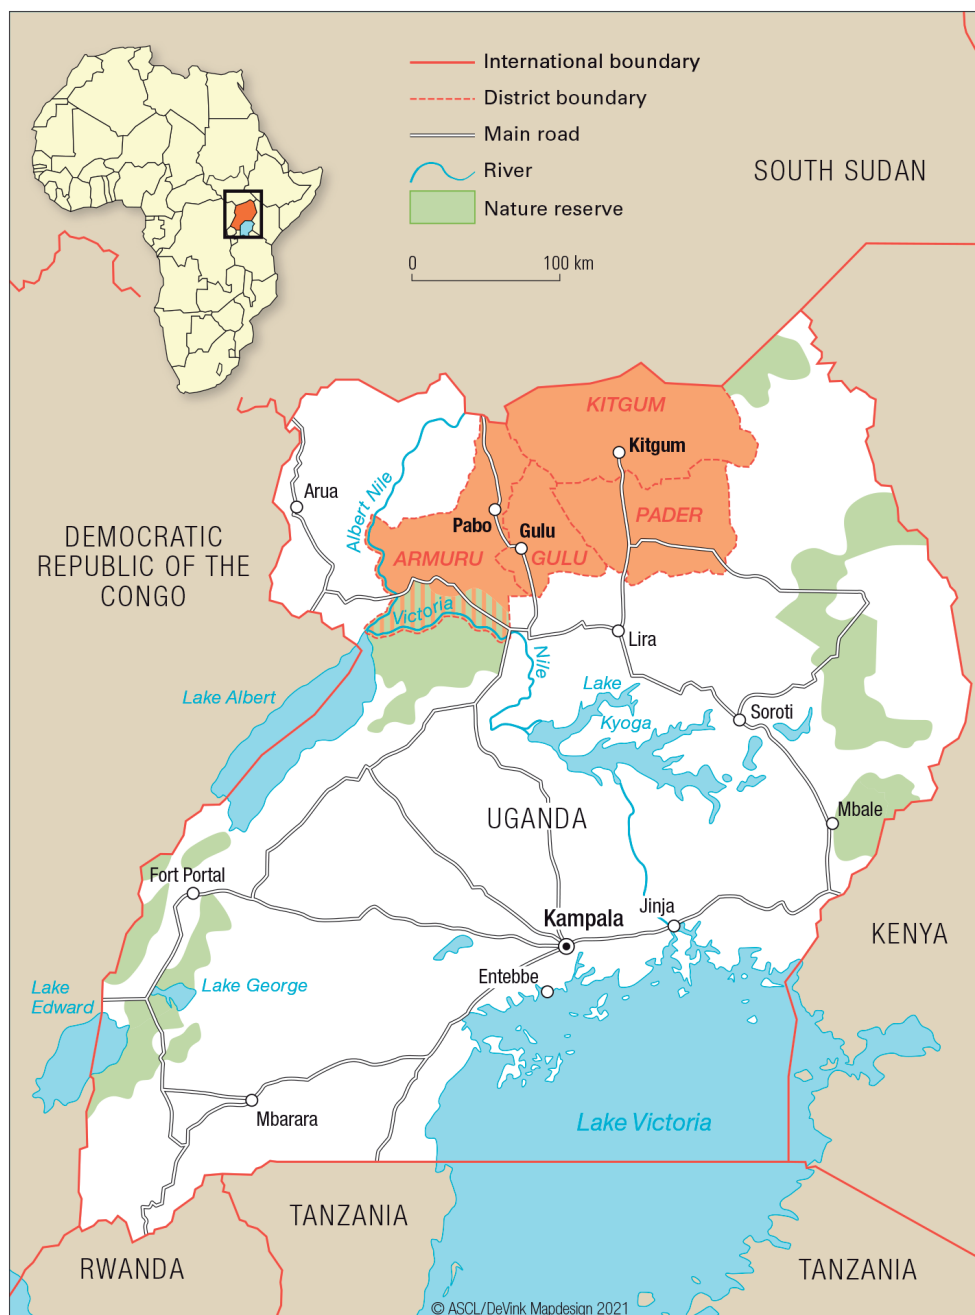 International boundary
District boundary
Main road
River
Nature reserve
0 100 km
SOUTH SUDAN
KITGUM
Kitgum
Arua
Albert Nile
Pabo
Gulu
PADER
ARMURU
GULU
DEMOCRATIC
REPUBLIC OF THE
CONGO
Victoria
Nile
Lira
Lake Albert
Lake
Kyoga
Soroti
UGANDA
Mbale
Fort Portal
Kampala
Jinja
KENYA
Entebbe
Lake
Edward
Lake George
Mbarara
Lake Victoria
TANZANIA
RWANDA
TANZANIA
© ASCL/DeVink Mapdesign 2021